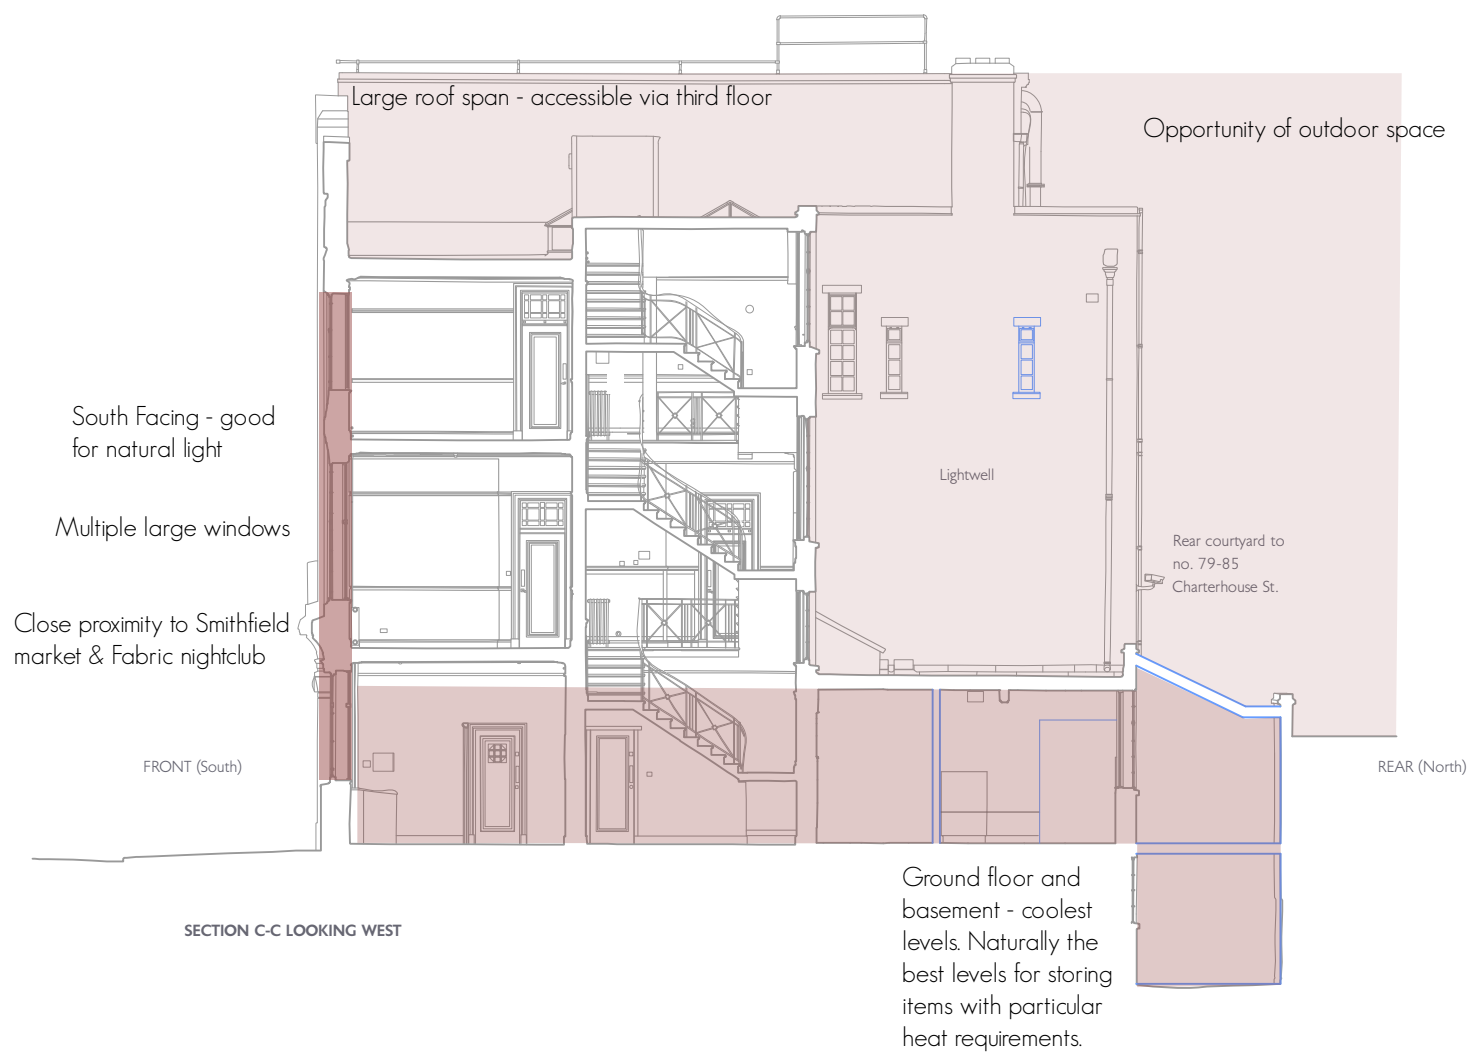 Large roof span - accessible via third floor
Opportunity of outdoor space
South Facing - good
for natural light
Lightwell
Multiple large windows
Rear courtyard to
no. 79-85
Charterhouse St.
Close proximity to Smithfield
market & Fabric nightclub
FRONT (South)
REAR (North)
Ground floor and
basement - coolest
levels. Naturally the
best levels for storing
items with particular
heat requirements.
SECTION C-C LOOKING WEST